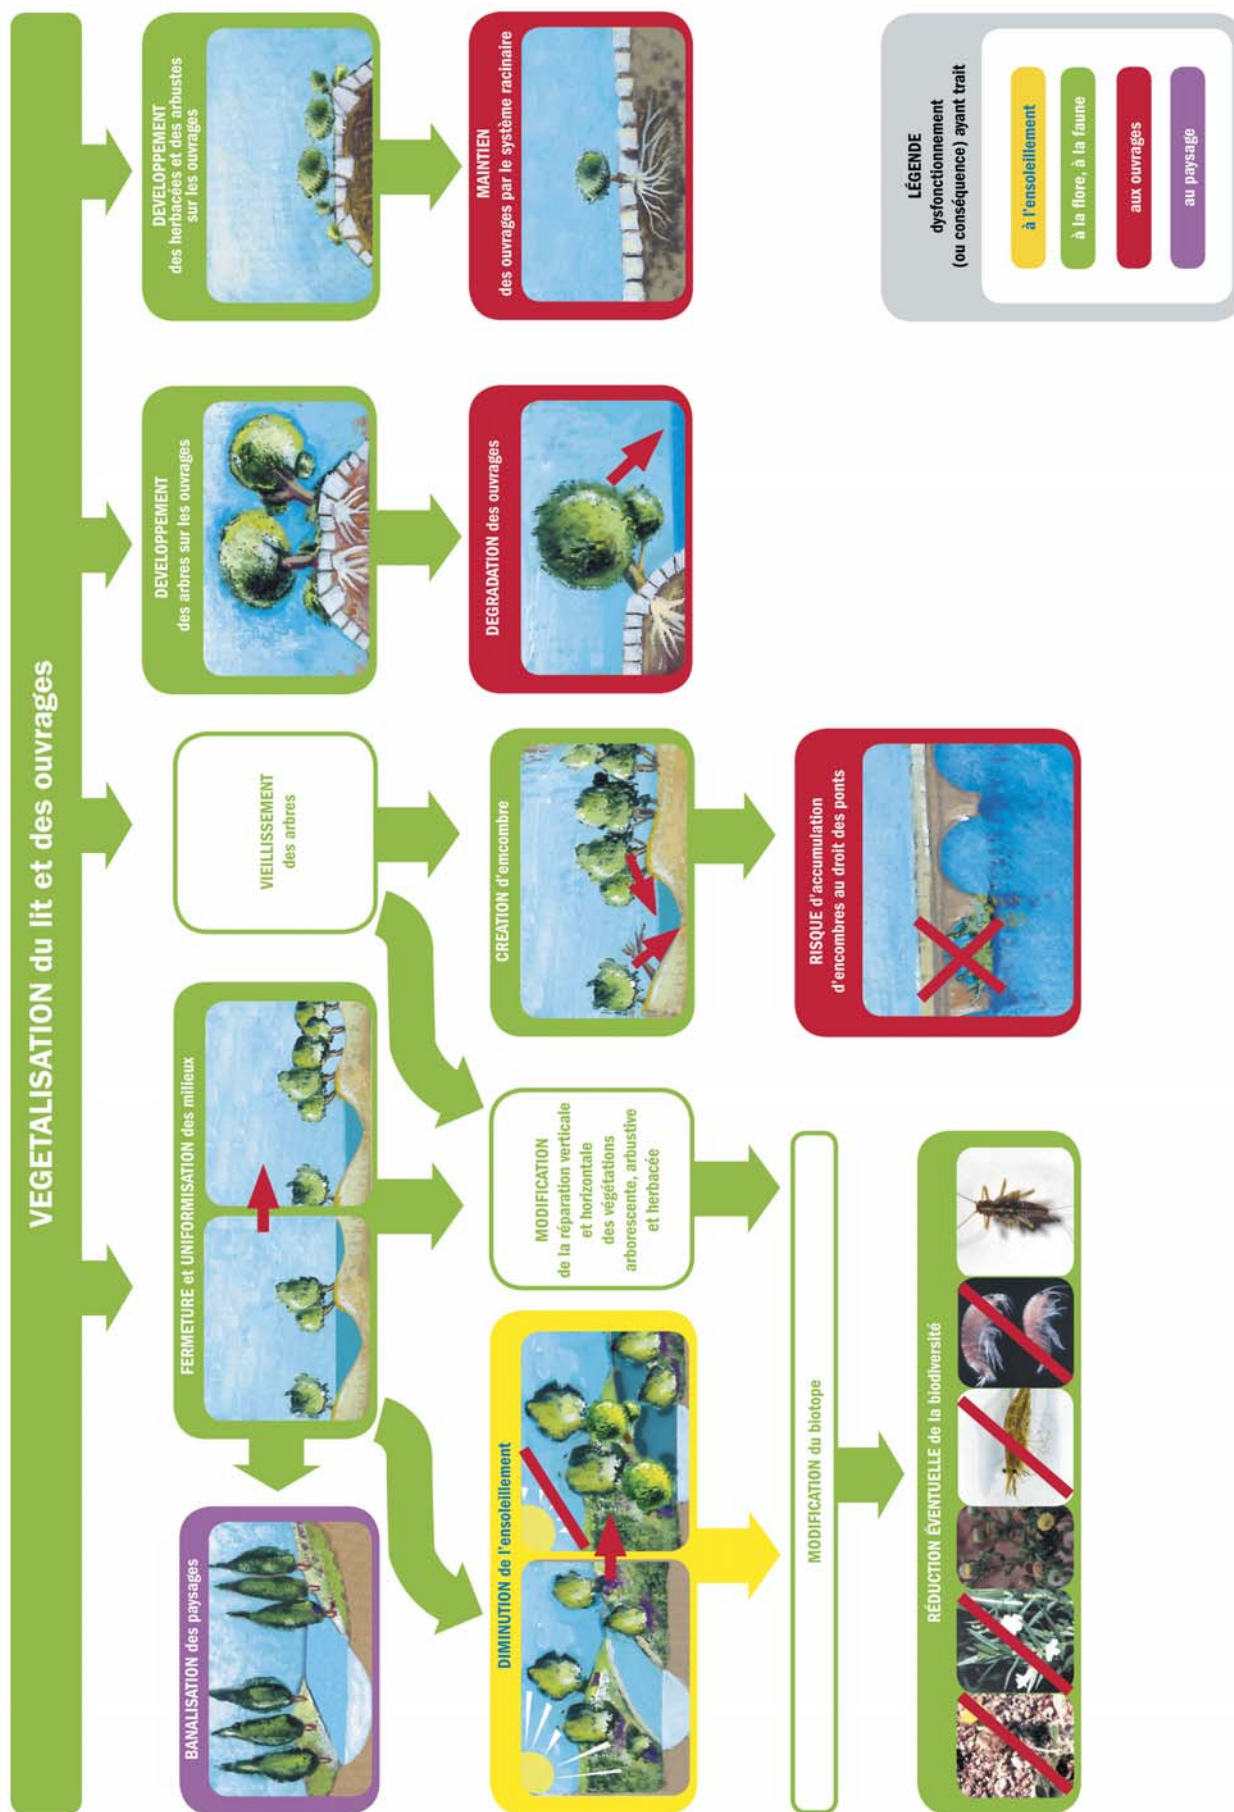 VEGETALISATION du lit et des ouvrages
BANALISATION des paysages
FERMETURE et UNIFORMISATION des milieux
VIEILLISSEMENT
des arbres
DEVELOPPEMENT
des arbres sur les ouvrages
DEVELOPPEMENT
des herbacées et des arbustes
sur les ouvrages
DIMINUTION de l'ensoleillement
MODIFICATION
de la réparation verticale
et horizontale
des végétations
arborescente, arbustive
et herbacée
CREATION d'emcombre
DEGRADATION des ouvrages
MAINTIEN
des ouvrages par le système racinaire
MODIFICATION du biotope
RISQUE d'accumulation
d'encombres au droit des ponts
RÉDUCTION ÉVENTUELLE de la biodiversité
LÉGENDE
dysfonctionnement
(ou conséquence) ayant trait
à l'ensoleillement
à la flore, à la faune
aux ouvrages
au paysage